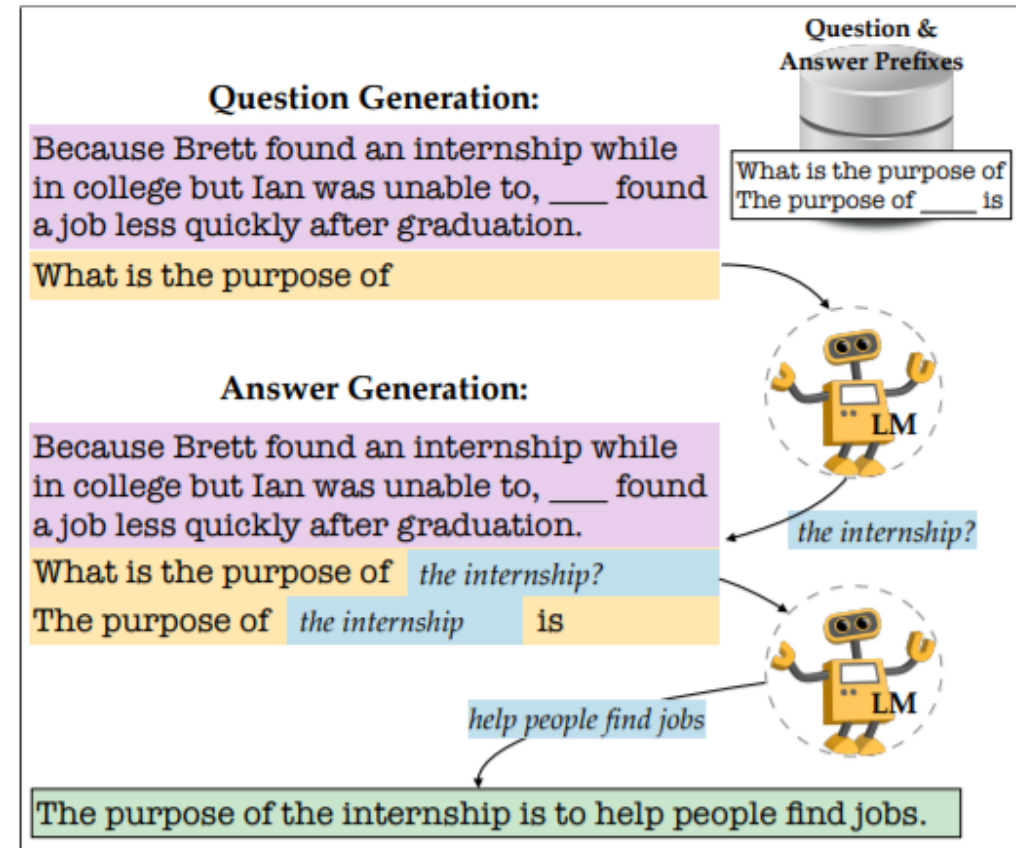 Question &
Answer Prefixes
What is the purpose of
The purpose of ____ is
Question Generation:
Because Brett found an internship while
in college but Ian was unable to, ___ found
a job less quickly after graduation.
What is the purpose of
LM
the internship?
Answer Generation:
Because Brett found an internship while
in college but Ian was unable to, ___ found
a job less quickly after graduation.
What is the purpose of the internship?
The purpose of the internship is
LM
help people find jobs
The purpose of the internship is to help people find jobs.